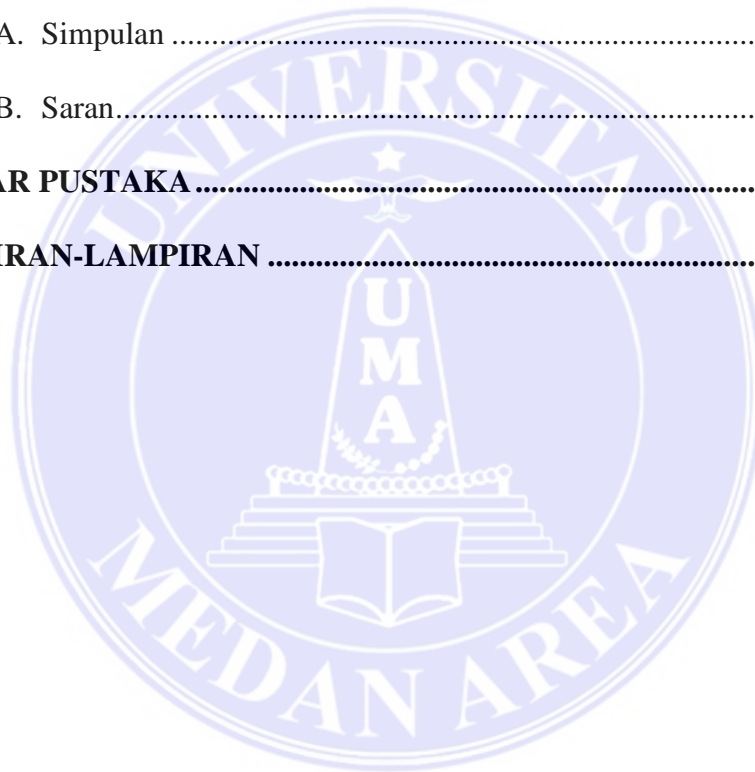 A. Simpulan ..........................................................................................
B. Saran..................................................................................................
AR PUSTAKA ........................................................................................
IRAN-LAMPIRAN ..............................................................................
UNIVERSITAS
UMA
MEDAN AREA